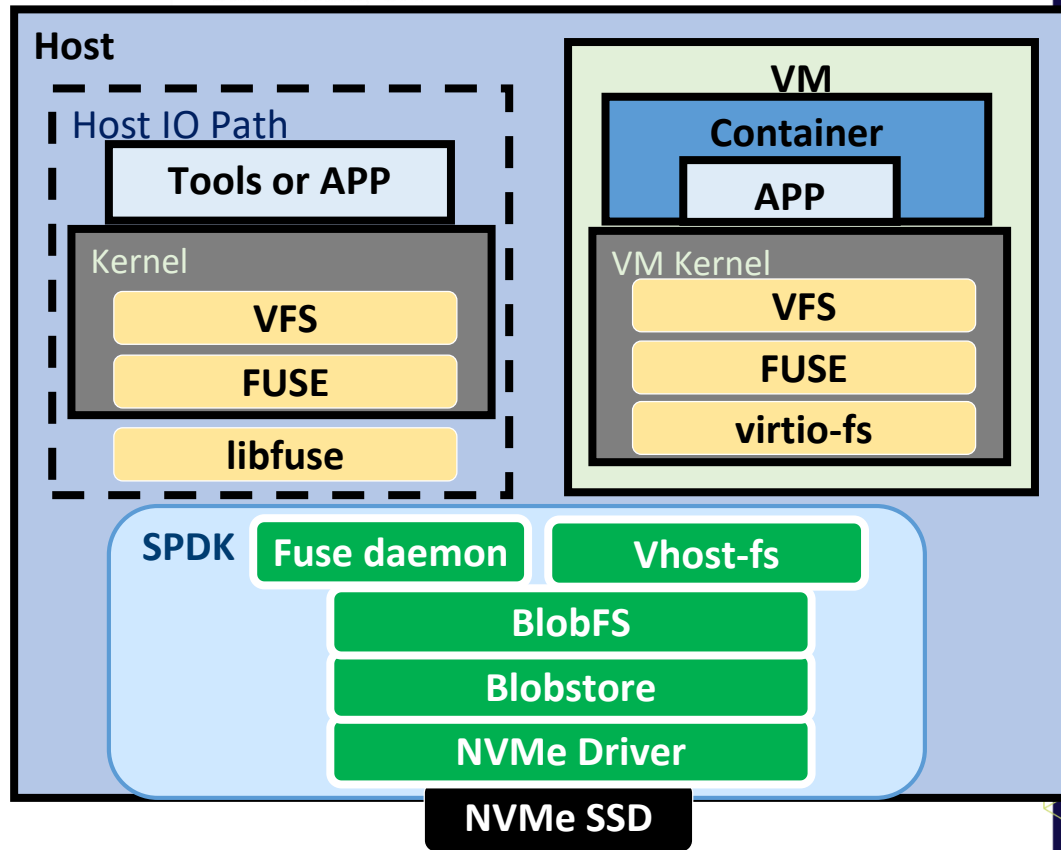 Host
Host IO Path
Tools or APP
Kernel
VFS
FUSE
libfuse
VM
Container
APP
VM Kernel
VFS
FUSE
virtio-fs
SPDK
Fuse daemon
Vhost-fs
BlobFS
Blobstore
NVMe Driver
NVMe SSD